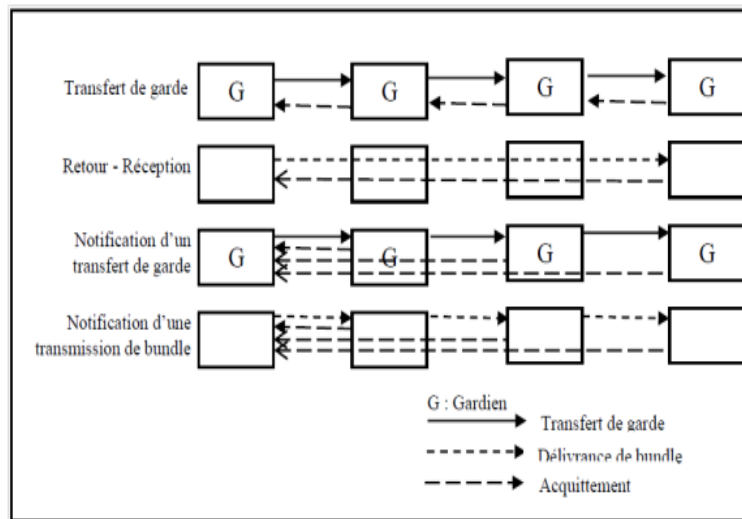 Transfert de garde
G
G
G
G
Retour - Réception
Notification d'un
transfert de garde
G
G
G
G
Notification d'une
transmission de bundle
G : Gardien
Transfert de garde
Délivrance de bundle
Acquittement